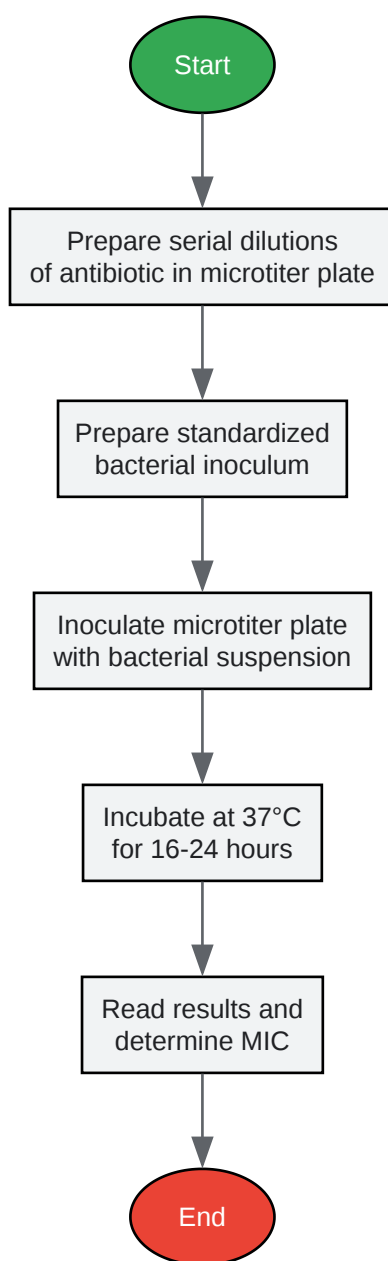 Start
Prepare serial dilutions
of antibiotic in microtiter plate
Prepare standardized
bacterial inoculum
Inoculate microtiter plate
with bacterial suspension
Incubate at 37°C
for 16-24 hours
Read results and
determine MIC
End